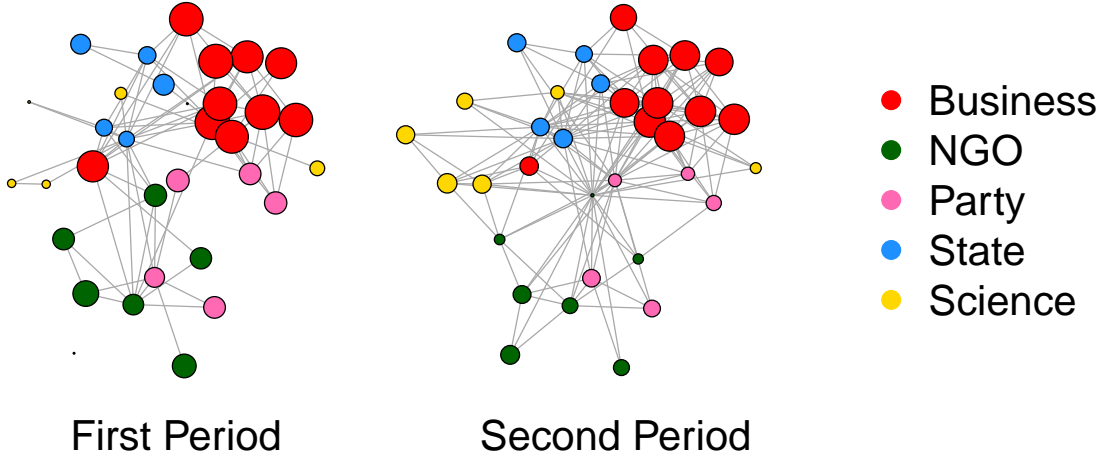 Business
NGO
Party
State
Science
First Period
Second Period